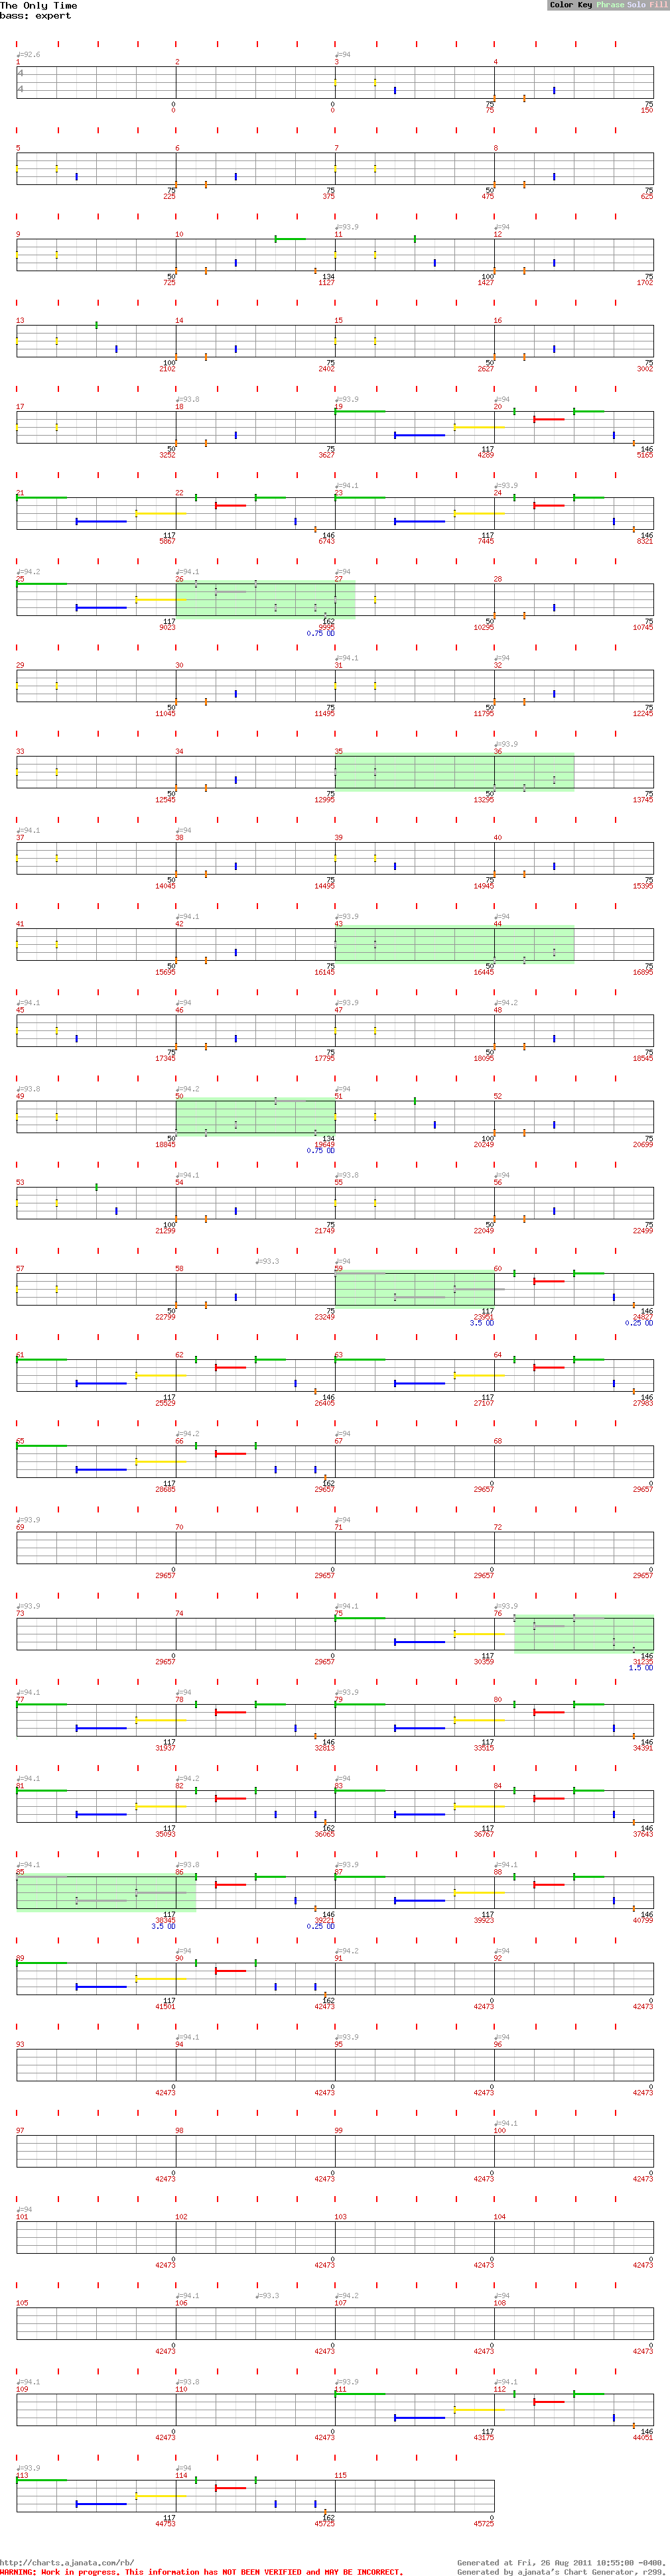 The Only Time
bass: expert
Color Key Phrase Solo Fill
♩=92.6 ♩=94
1 2 3 4
4
4
0 0 75 75
0 0 75 150
5 6 7 8
75 75 50 75
225 375 475 625
♩=93.9 ♩=94
9 10 11 12
50 134 100 75
725 1127 1427 1702
13 14 15 16
100 75 50 75
2102 2402 2627 3002
♩=93.8 ♩=93.9 ♩=94
17 18 19 20
50 75 117 146
3252 3627 4289 5165
♩=94.1 ♩=93.9
21 22 23 24
117 146 117 146
5867 6743 7445 8321
♩=94.2 ♩=94.1 ♩=94
25 26 27 28
117 162 50 75
9023 9995 10295 10745
0.75 OD
♩=94.1 ♩=94
29 30 31 32
50 75 50 75
11045 11495 11795 12245
♩=93.9
33 34 35 36
50 75 50 75
12545 12995 13295 13745
♩=94.1 ♩=94
37 38 39 40
50 75 75 75
14045 14495 14945 15395
♩=94.1 ♩=93.9 ♩=94
41 42 43 44
50 75 50 75
15695 16145 16445 16895
♩=94.1 ♩=94 ♩=93.9 ♩=94.2
45 46 47 48
75 75 50 75
17345 17795 18095 18545
♩=93.8 ♩=94.2 ♩=94
49 50 51 52
50 134 100 75
18845 19649 20249 20699
0.75 OD
♩=94.1 ♩=93.8 ♩=94
53 54 55 56
100 75 50 75
21299 21749 22049 22499
♩=93.3 ♩=94
57 58 59 60
50 75 117 146
22799 23249 23951 24827
3.5 OD 0.25 OD
61 62 63 64
117 146 117 146
25529 26405 27107 27983
♩=94.2 ♩=94
65 66 67 68
117 162 0 0
28685 29657 29657 29657
♩=93.9 ♩=94
69 70 71 72
0 0 0 0
29657 29657 29657 29657
♩=93.9 ♩=94.1 ♩=93.9
73 74 75 76
0 0 117 146
29657 29657 30359 31235
1.5 OD
♩=94.1 ♩=94 ♩=93.9
77 78 79 80
117 146 117 146
31937 32813 33515 34391
♩=94.1 ♩=94.2 ♩=94
81 82 83 84
117 162 117 146
35093 36065 36767 37643
♩=94.1 ♩=93.8 ♩=93.9 ♩=94.1
85 86 87 88
117 146 117 146
38345 39221 39923 40799
3.5 OD 0.25 OD
♩=94 ♩=94.2 ♩=94
89 90 91 92
117 162 0 0
41501 42473 42473 42473
♩=94.1 ♩=93.9 ♩=94
93 94 95 96
0 0 0 0
42473 42473 42473 42473
♩=94.1
97 98 99 100
0 0 0 0
42473 42473 42473 42473
♩=94
101 102 103 104
0 0 0 0
42473 42473 42473 42473
♩=94.1 ♩=93.3 ♩=94.2 ♩=94
105 106 107 108
0 0 0 0
42473 42473 42473 42473
♩=94.1 ♩=93.8 ♩=93.9 ♩=94.1
109 110 111 112
0 0 117 146
42473 42473 43175 44051
♩=93.9 ♩=94
113 114 115
117 162 0
44753 45725 45725
http://charts.ajanata.com/rb/ Generated at Fri, 26 Aug 2011 10:55:00 -0400.
WARNING: Work in progress. This information has NOT BEEN VERIFIED and MAY BE INCORRECT. Generated by ajanata's Chart Generator, r299.